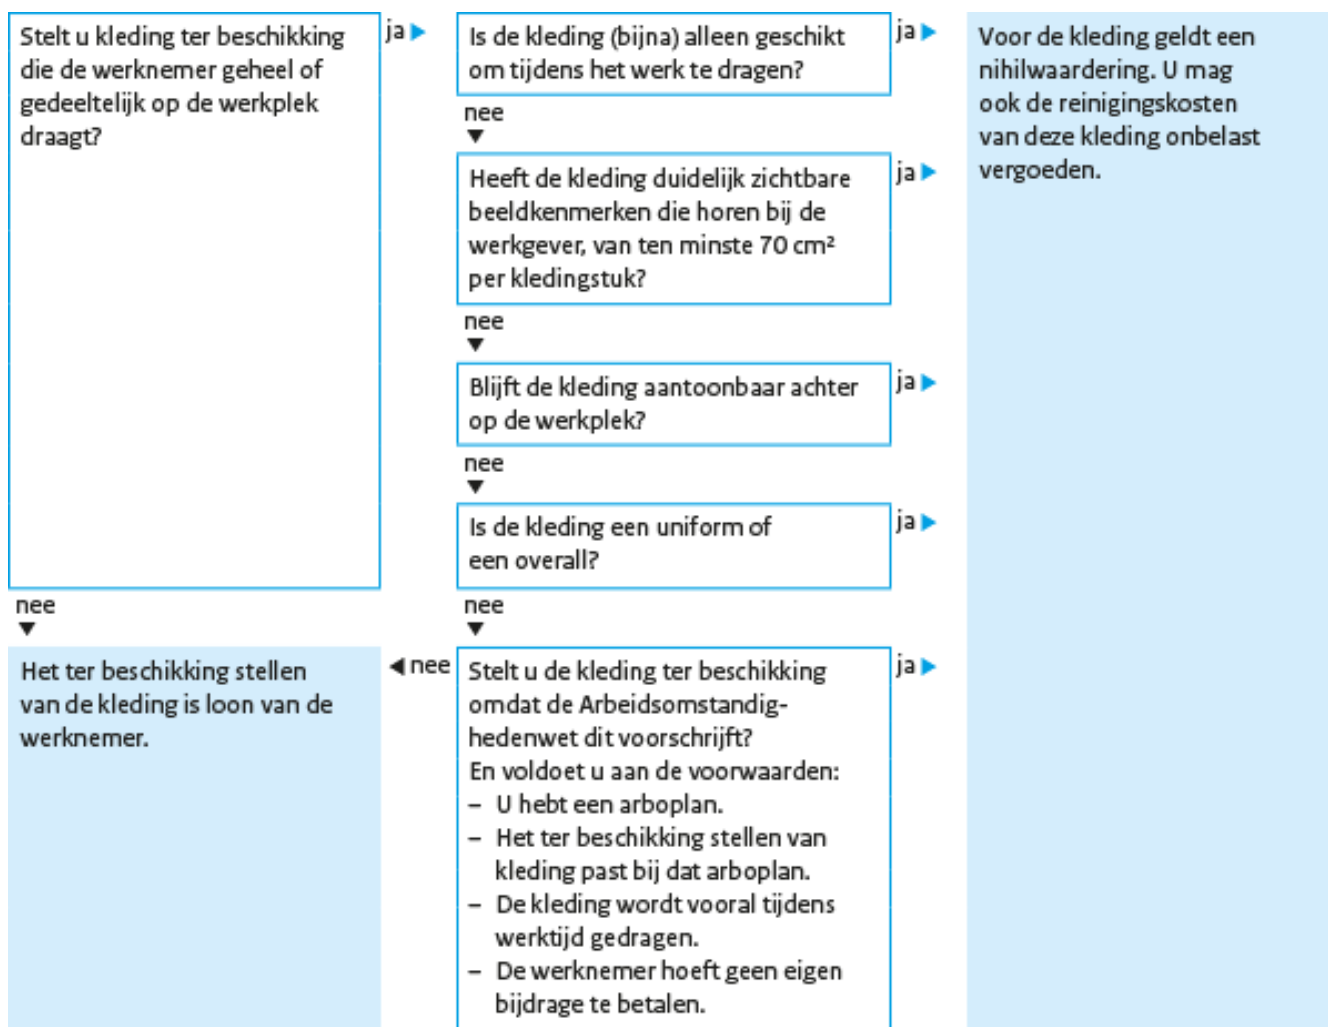 Stelt u kleding ter beschikking
die de werknemer geheel of
gedeeltelijk op de werkplek
draagt?
ja
Is de kleding (bijna) alleen geschikt
om tijdens het werk te dragen?
ja
Voor de kleding geldt een
nihilwaardering. U mag
ook de reinigingskosten
van deze kleding onbelast
vergoeden.
nee
Heeft de kleding duidelijk zichtbare
beeldkenmerken die horen bij de
werkgever, van ten minste 70 cm²
per kledingstuk?
ja
nee
Blijft de kleding aantoonbaar achter
op de werkplek?
ja
nee
Is de kleding een uniform of
een overall?
ja
nee
nee
Het ter beschikking stellen
van de kleding is loon van de
werknemer.
nee
Stelt u de kleding ter beschikking
omdat de Arbeidsomstandig-
hedenwet dit voorschrijft?
En voldoet u aan de voorwaarden:
– U hebt een arboplan.
– Het ter beschikking stellen van
kleding past bij dat arboplan.
– De kleding wordt vooral tijdens
werktijd gedragen.
– De werknemer hoeft geen eigen
bijdrage te betalen.
ja